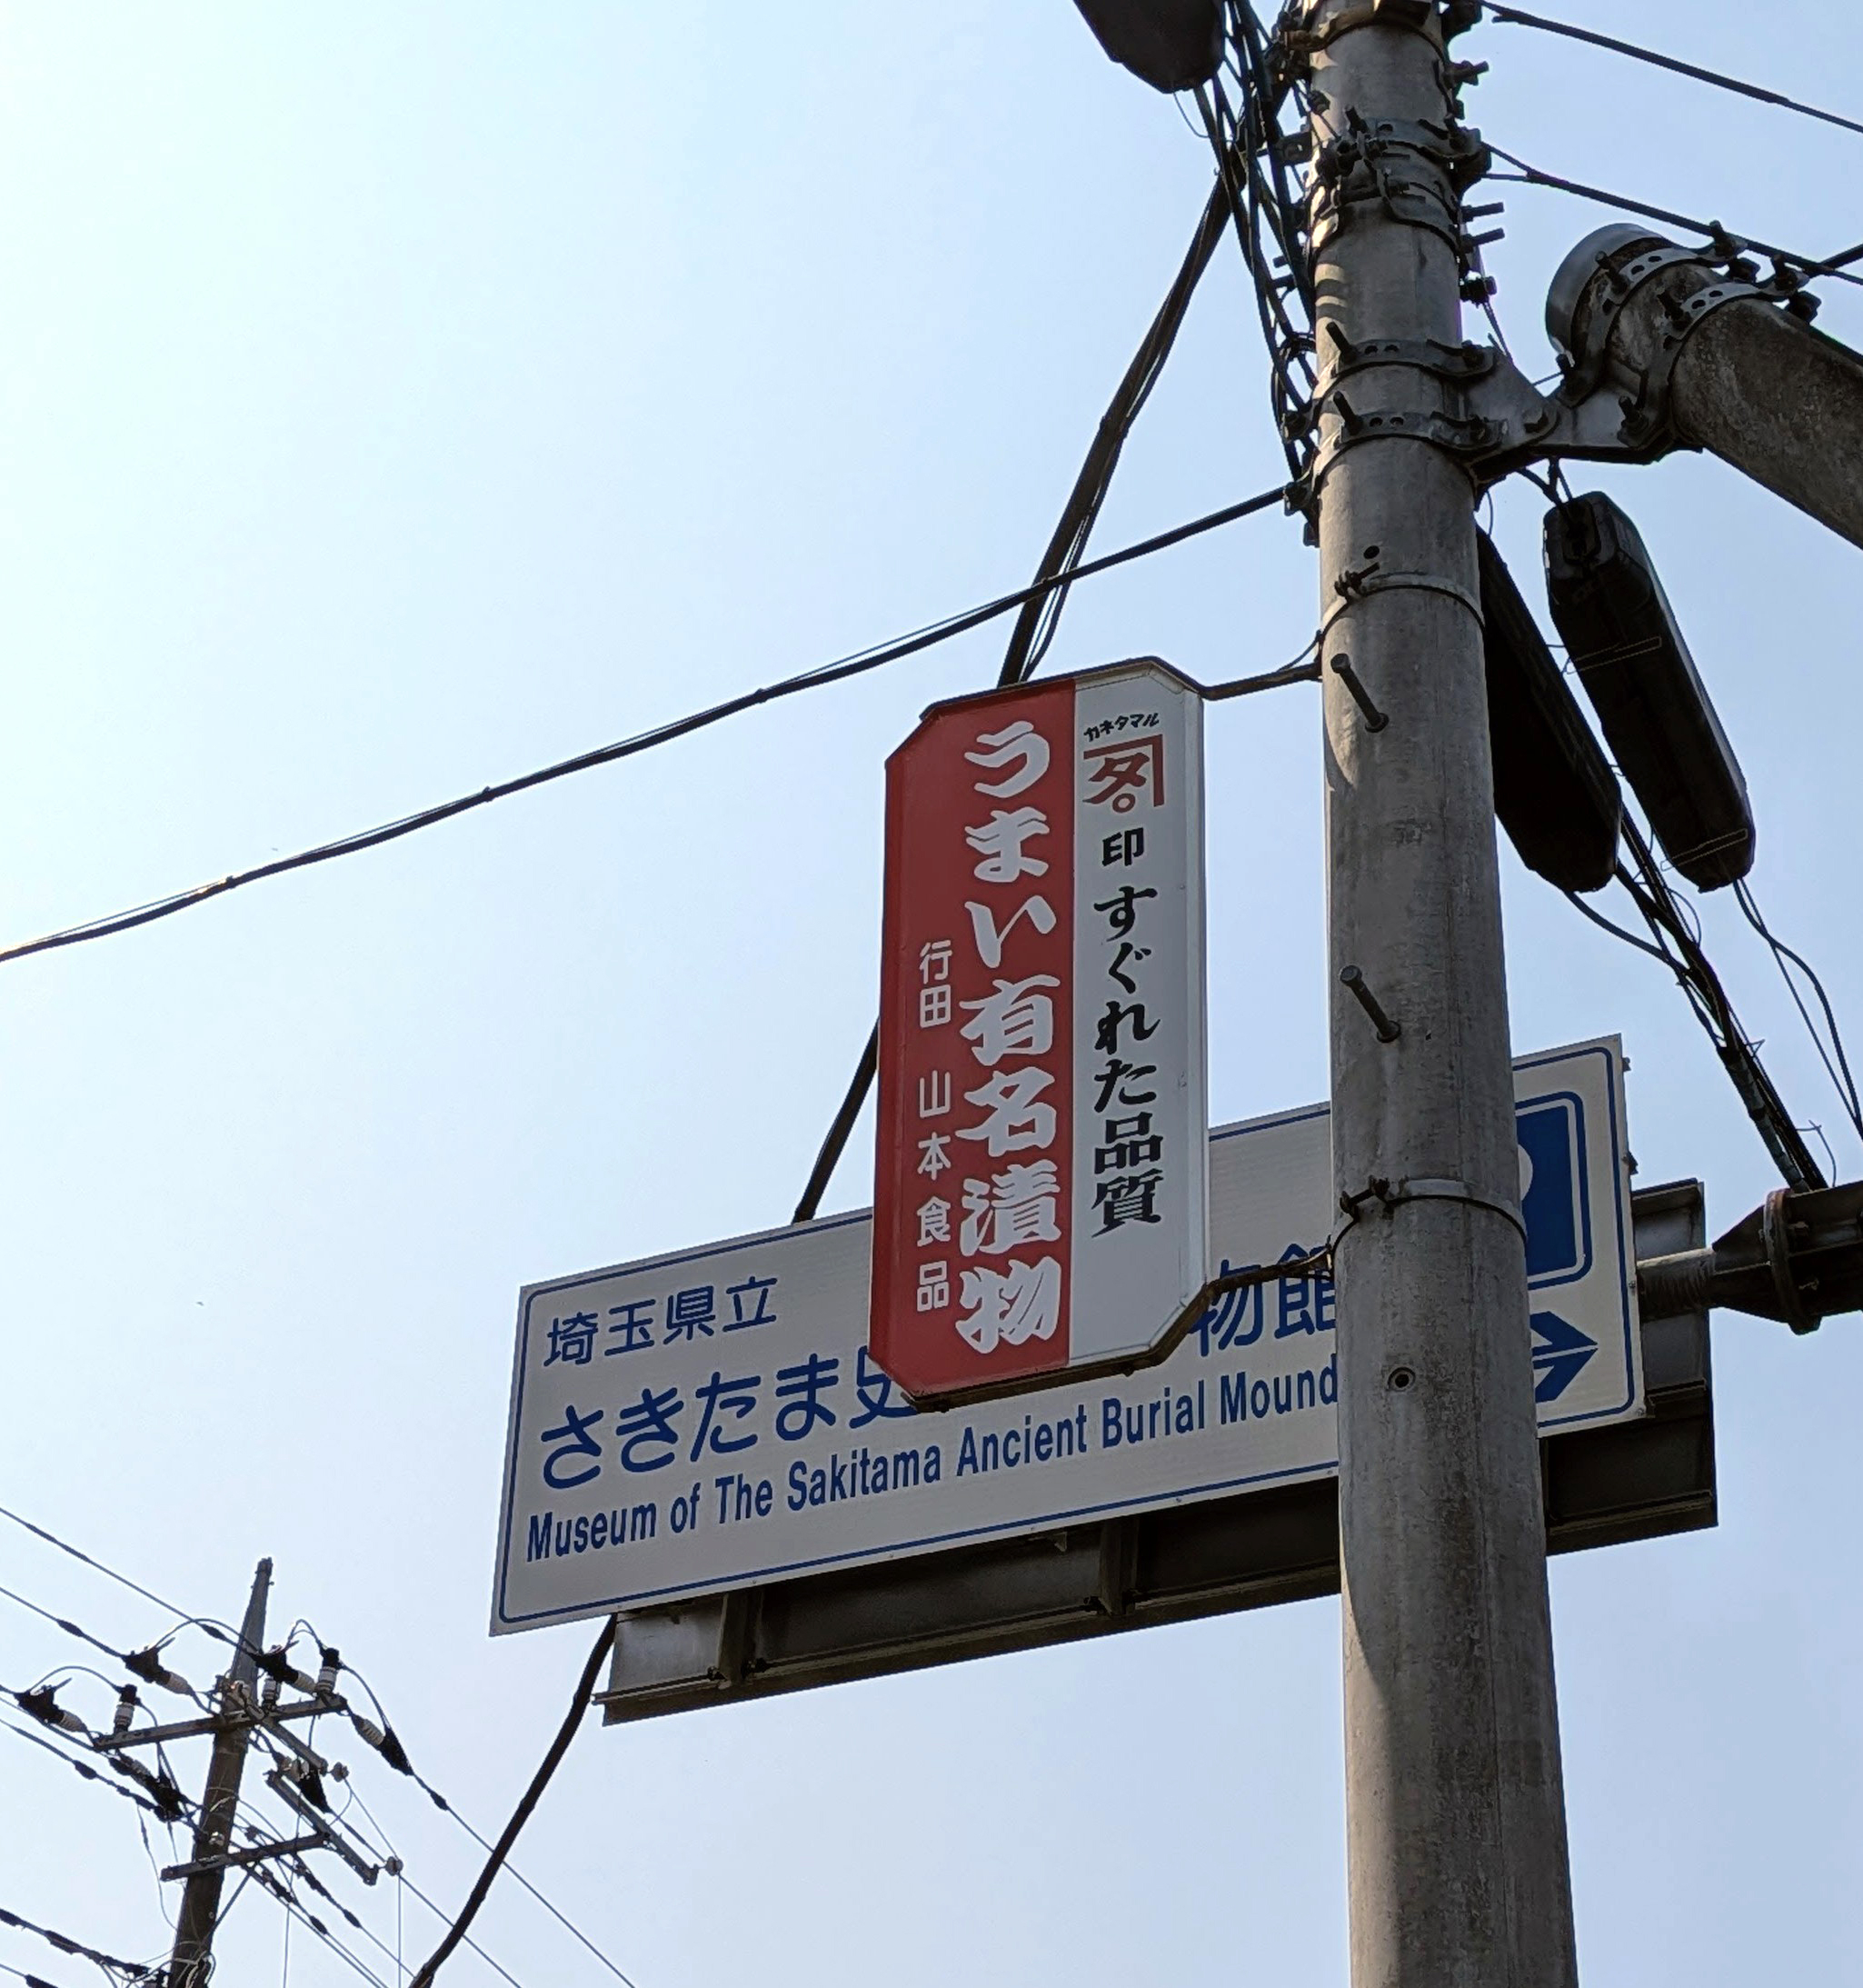 カネタマル
タ
印すぐれた品質
うまい有名漬物
行田 山本食品
埼玉県立
さきたま史 物館
Museum of The Sakitama Ancient Burial Mound